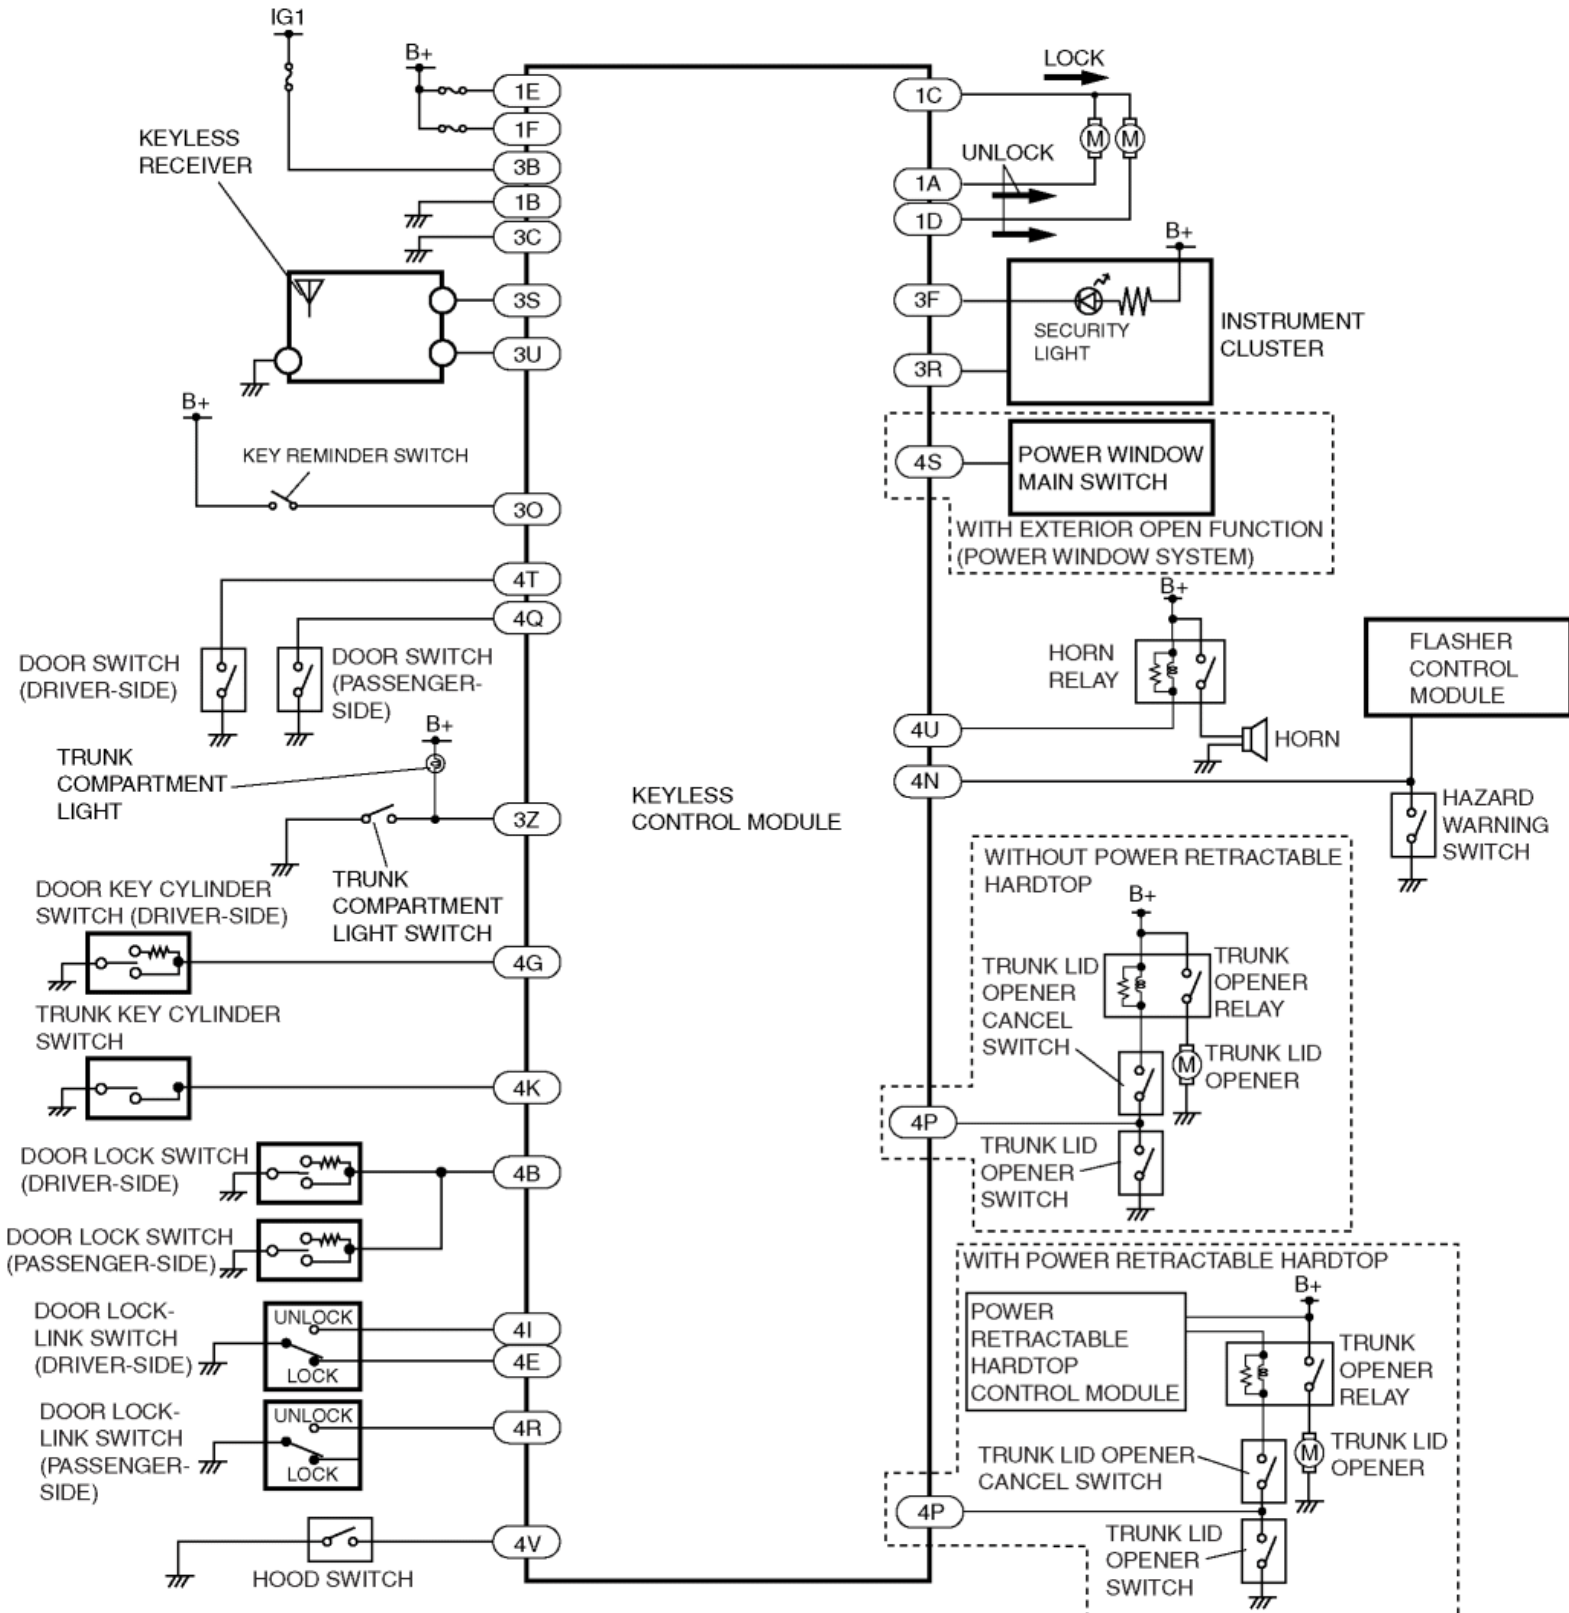 IG1
B+
1E
1F
3B
1B
3C
KEYLESS
RECEIVER
3S
3U
B+
KEY REMINDER SWITCH
3O
4T
4Q
DOOR SWITCH
(DRIVER-SIDE)
DOOR SWITCH
(PASSENGER-
SIDE)
B+
TRUNK
COMPARTMENT
LIGHT
3Z
TRUNK
COMPARTMENT
LIGHT SWITCH
DOOR KEY CYLINDER
SWITCH (DRIVER-SIDE)
4G
TRUNK KEY CYLINDER
SWITCH
4K
DOOR LOCK SWITCH
(DRIVER-SIDE)
4B
DOOR LOCK SWITCH
(PASSENGER-SIDE)
DOOR LOCK-
LINK SWITCH
(DRIVER-SIDE)
UNLOCK
LOCK
4I
4E
DOOR LOCK-
LINK SWITCH
(PASSENGER-
SIDE)
UNLOCK
LOCK
4R
4V
HOOD SWITCH
KEYLESS
CONTROL MODULE
LOCK
1C
M
M
UNLOCK
1A
1D
B+
3F
SECURITY
LIGHT
INSTRUMENT
CLUSTER
3R
4S
POWER WINDOW
MAIN SWITCH
WITH EXTERIOR OPEN FUNCTION
(POWER WINDOW SYSTEM)
B+
HORN
RELAY
4U
HORN
FLASHER
CONTROL
MODULE
4N
HAZARD
WARNING
SWITCH
WITHOUT POWER RETRACTABLE
HARDTOP
B+
TRUNK LID
OPENER
CANCEL
SWITCH
TRUNK
OPENER
RELAY
M
TRUNK LID
OPENER
4P
TRUNK LID
OPENER
SWITCH
WITH POWER RETRACTABLE HARDTOP
B+
POWER
RETRACTABLE
HARDTOP
CONTROL MODULE
TRUNK
OPENER
RELAY
TRUNK LID OPENER
CANCEL SWITCH
M
TRUNK LID
OPENER
4P
TRUNK LID
OPENER
SWITCH